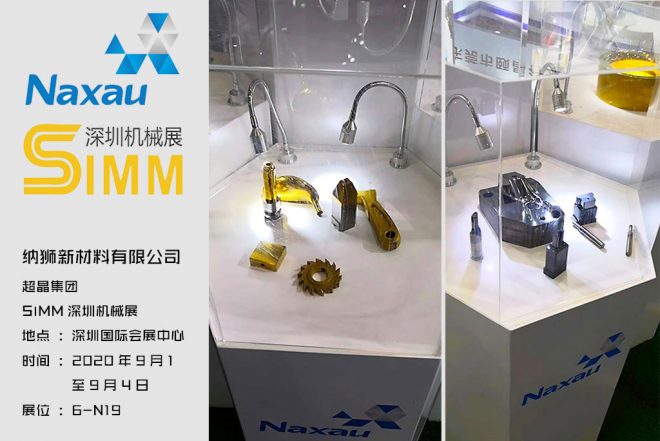 Naxau
深圳机械展
SIMM
纳狮新材料有限公司
超晶集团
SIMM 深圳机械展
地点 ： 深圳国际会展中心
时间 ： 2020 年 9 月 1
至 9 月 4 日
展位 ： 6-N19
Naxau
Naxau